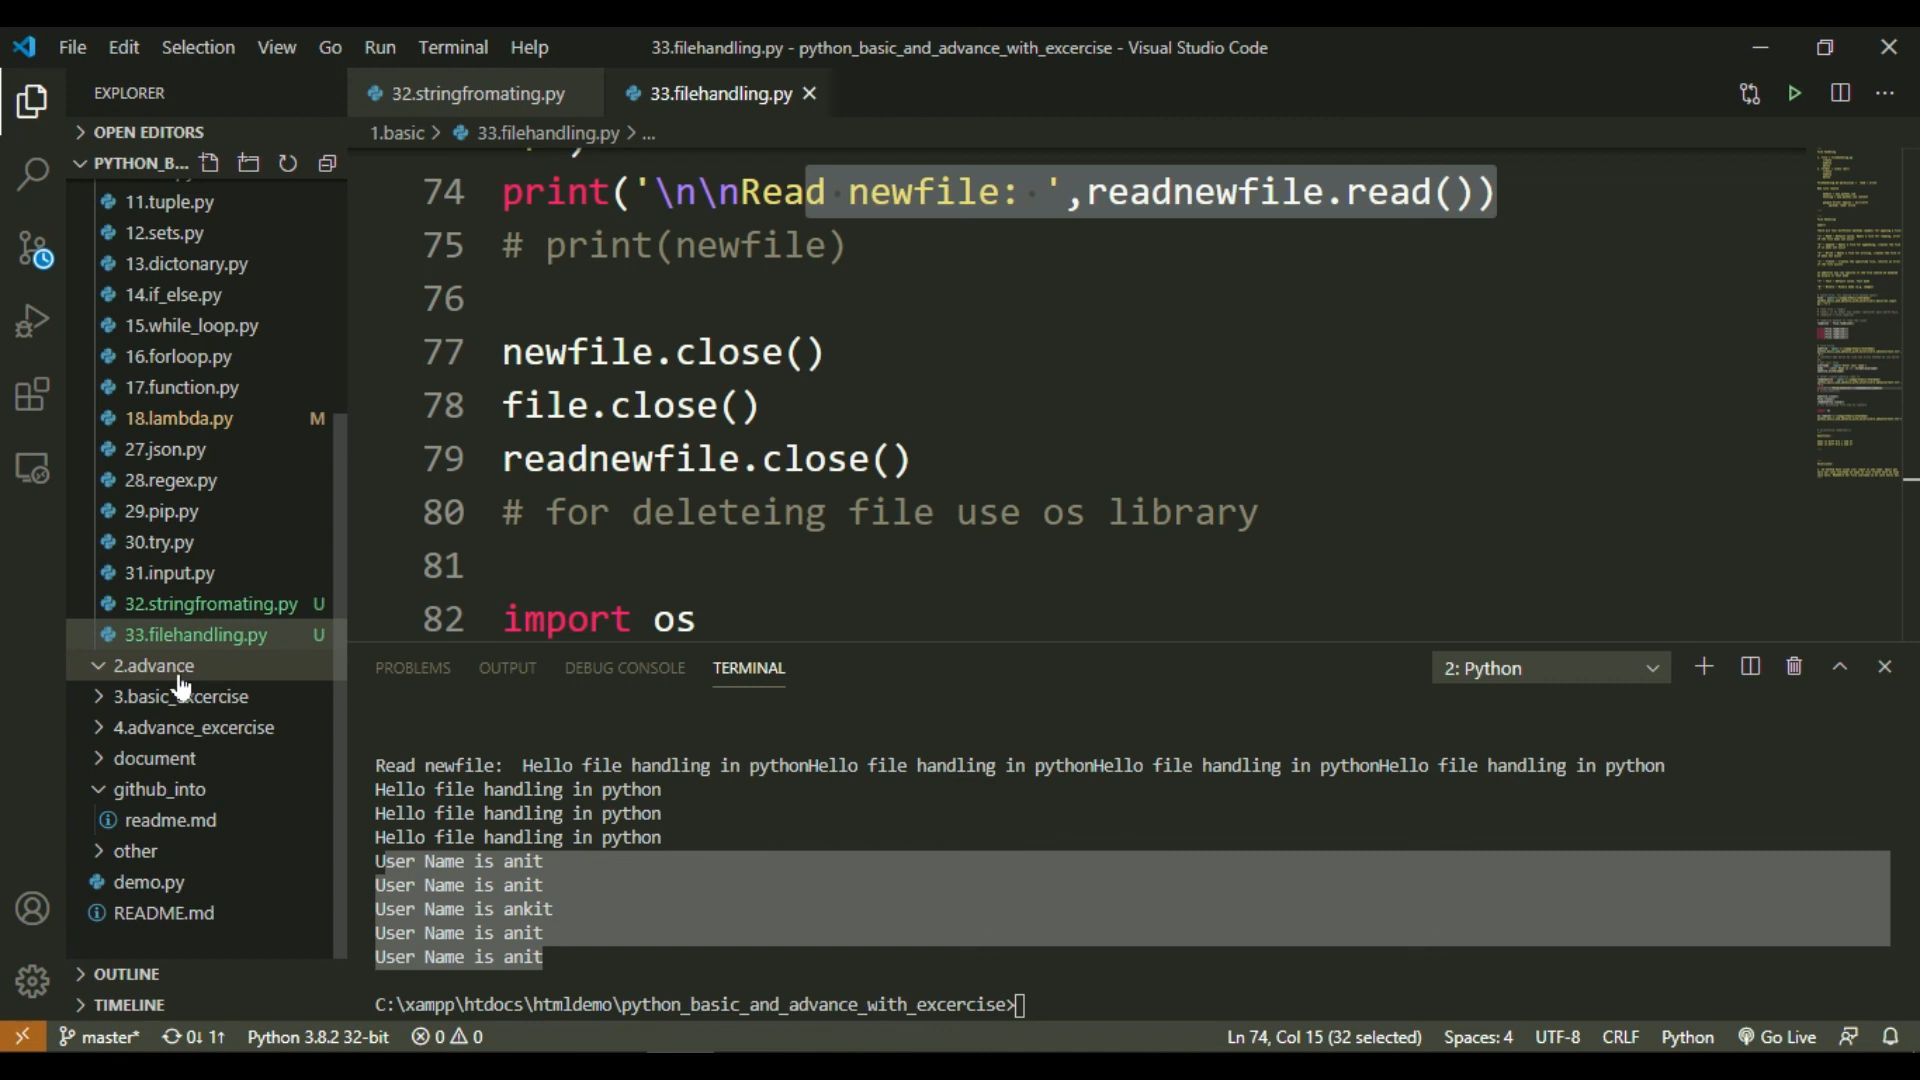 File Edit Selection View Go Run Terminal Help 33.filehandling.py - python_basic_and_advance_with_excercise - Visual Studio Code
EXPLORER
32.stringfromating.py
33.filehandling.py
OPEN EDITORS
1.basic > 33.filehandling.py > ...
PYTHON_B...
11.tuple.py
12.sets.py
13.dictonary.py
14.if_else.py
15.while_loop.py
16.forloop.py
17.function.py
18.lambda.py M
27.json.py
28.regex.py
29.pip.py
30.try.py
31.input.py
32.stringfromating.py U
33.filehandling.py U
2.advance
3.basic_excercise
4.advance_excercise
document
github_into
readme.md
other
demo.py
README.md
OUTLINE
TIMELINE
74 print('\n\nRead newfile: ',readnewfile.read())
75 # print(newfile)
76
77 newfile.close()
78 file.close()
79 readnewfile.close()
80 # for deleteing file use os library
81
82 import os
PROBLEMS OUTPUT DEBUG CONSOLE TERMINAL 2: Python
Read newfile:  Hello file handling in pythonHello file handling in pythonHello file handling in pythonHello file handling in python
Hello file handling in python
Hello file handling in python
Hello file handling in python
User Name is anit
User Name is anit
User Name is ankit
User Name is anit
User Name is anit
C:\xampp\htdocs\htmldemo\python_basic_and_advance_with_excercise>
master* 0↓ 1↑ Python 3.8.2 32-bit 0 0 Ln 74, Col 15 (32 selected) Spaces: 4 UTF-8 CRLF Python Go Live